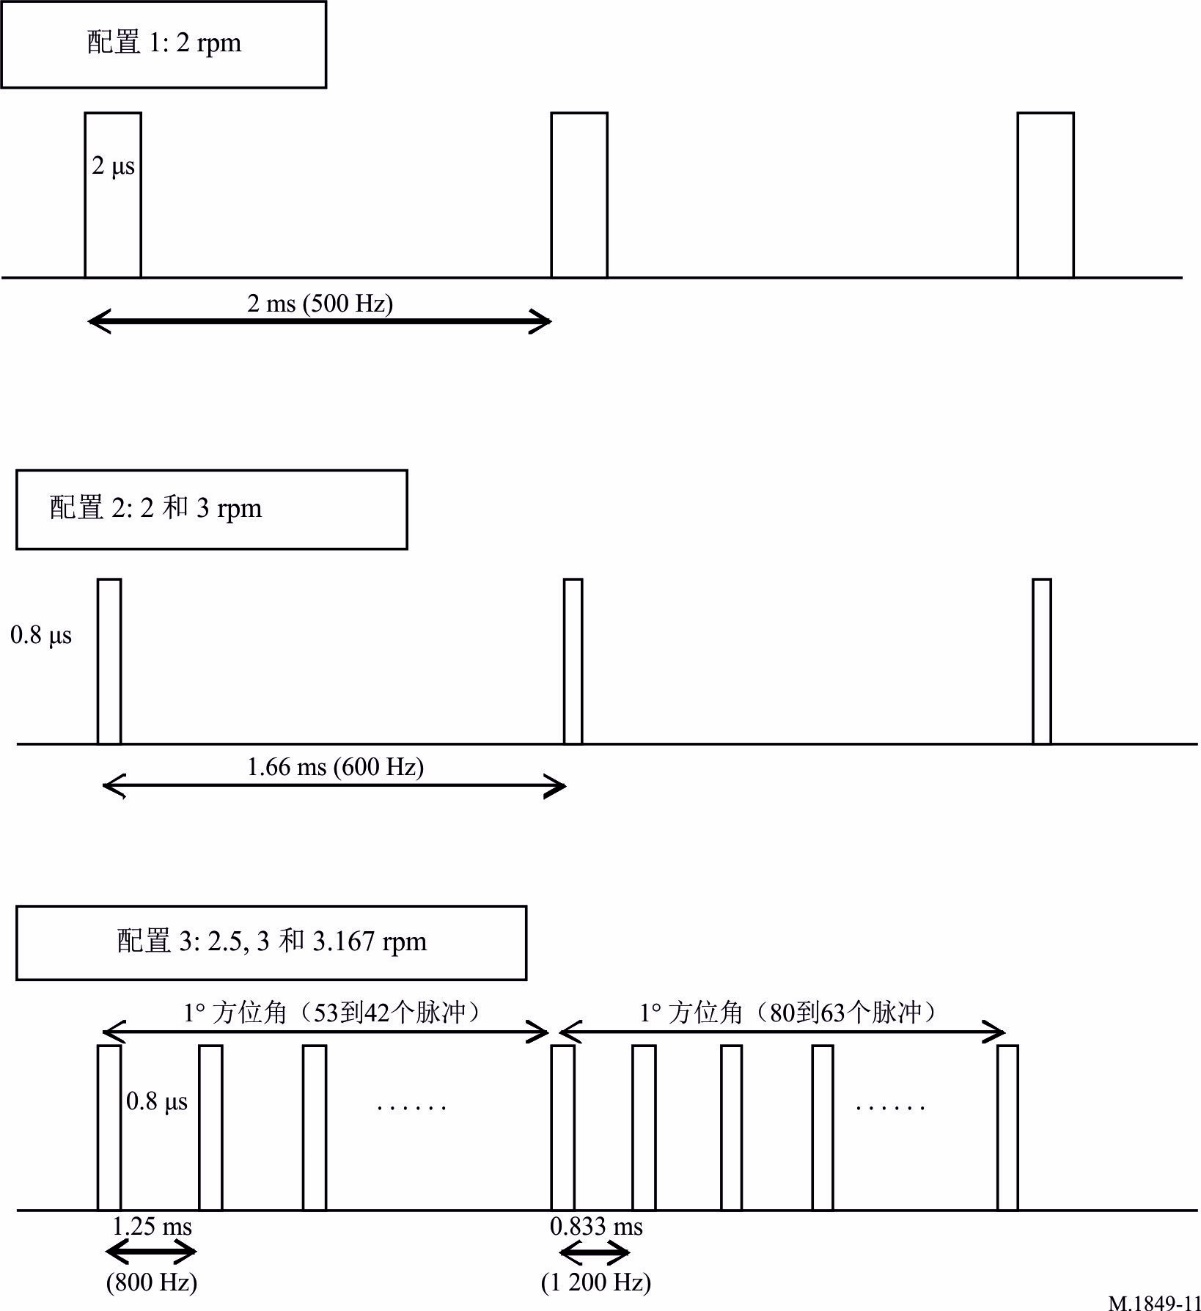 配置 1: 2 rpm
2 μs
2 ms (500 Hz)
配置 2: 2 和 3 rpm
0.8 μs
1.66 ms (600 Hz)
配置 3: 2.5, 3 和 3.167 rpm
1° 方位角（53到42个脉冲）
1° 方位角（80到63个脉冲）
0.8 μs
......
......
1.25 ms
0.833 ms
(800 Hz)
(1 200 Hz)
M.1849-11